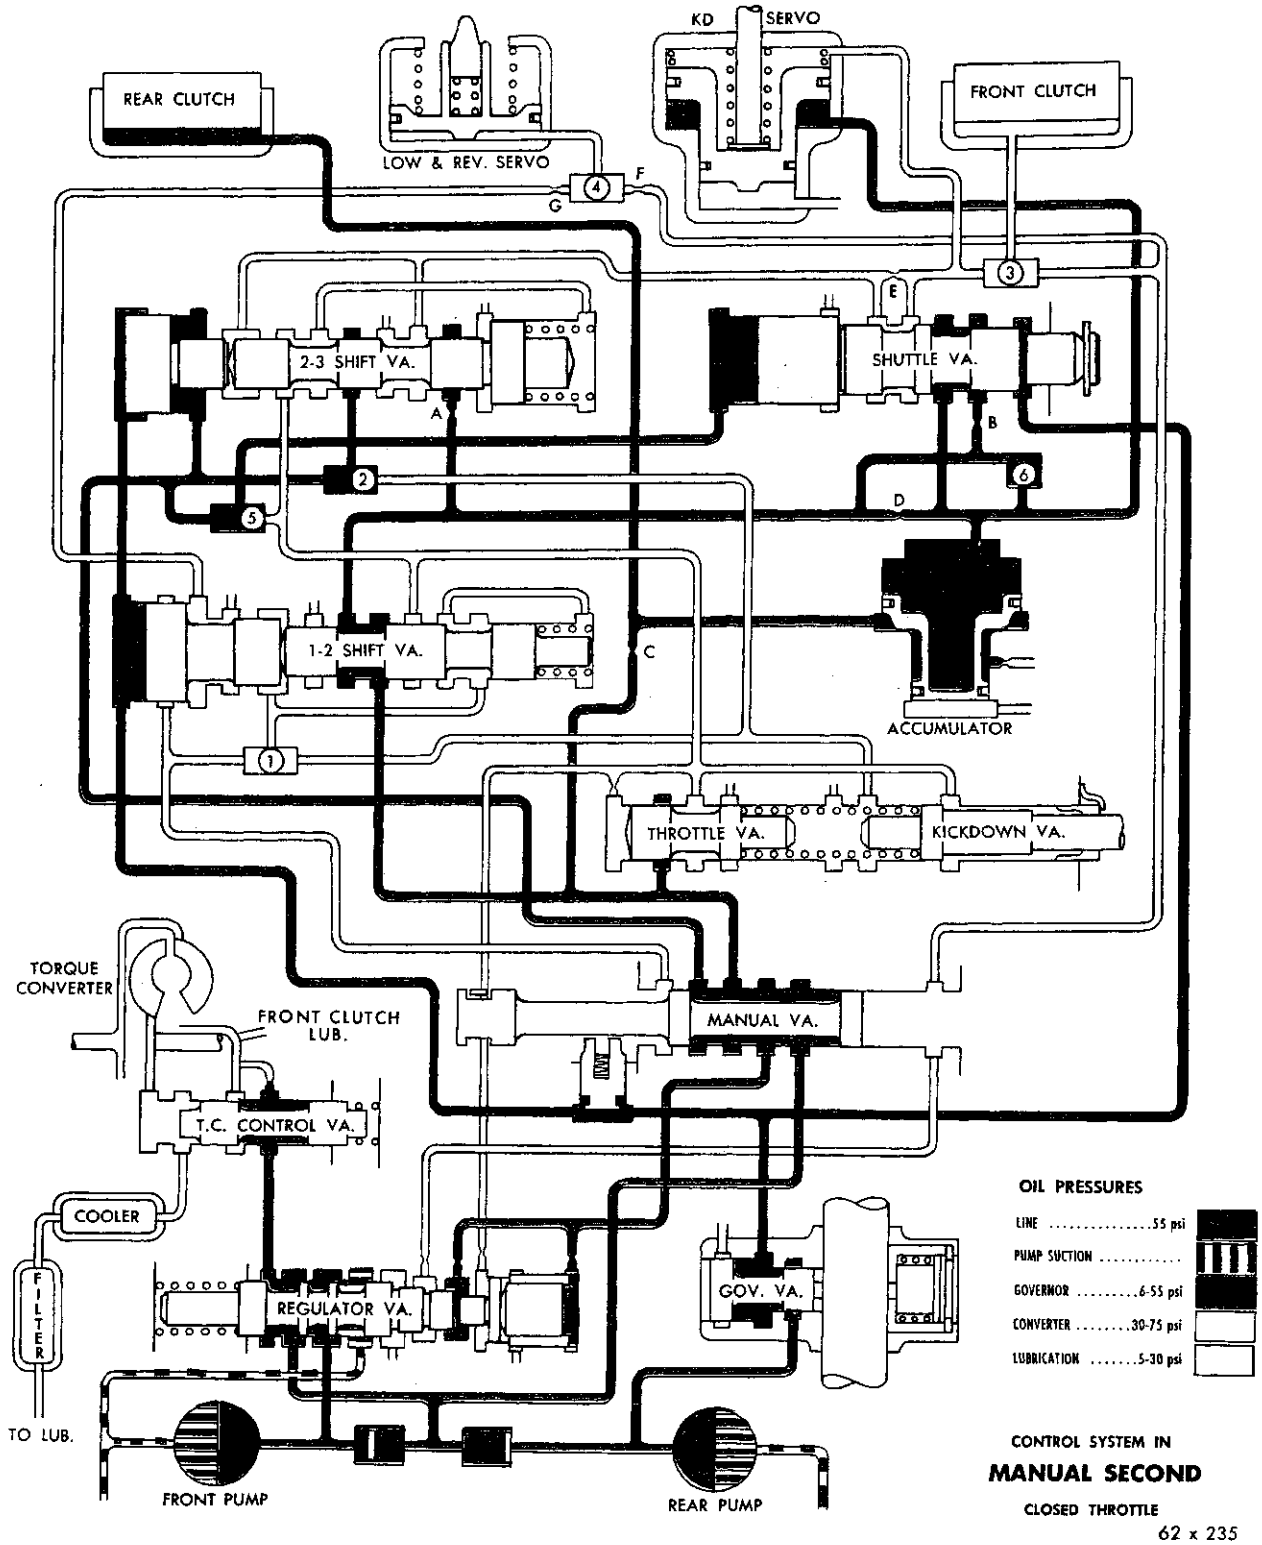 KD SERVO
REAR CLUTCH
FRONT CLUTCH
LOW & REV. SERVO
4
F
G
3
E
2-3 SHIFT VA.
SHUTTLE VA.
A
B
2
6
5
D
1-2 SHIFT VA.
C
ACCUMULATOR
1
THROTTLE VA.
KICKDOWN VA.
TORQUE
CONVERTER
FRONT CLUTCH
LUB.
MANUAL VA.
T.C. CONTROL VA.
COOLER
FILTER
REGULATOR VA.
GOV. VA.
TO LUB.
FRONT PUMP
REAR PUMP
OIL PRESSURES
LINE ...............55 psi
PUMP SUCTION ............
GOVERNOR .........6-55 psi
CONVERTER ........30-75 psi
LUBRICATION .......5-30 psi
CONTROL SYSTEM IN
MANUAL SECOND
CLOSED THROTTLE
62 x 235